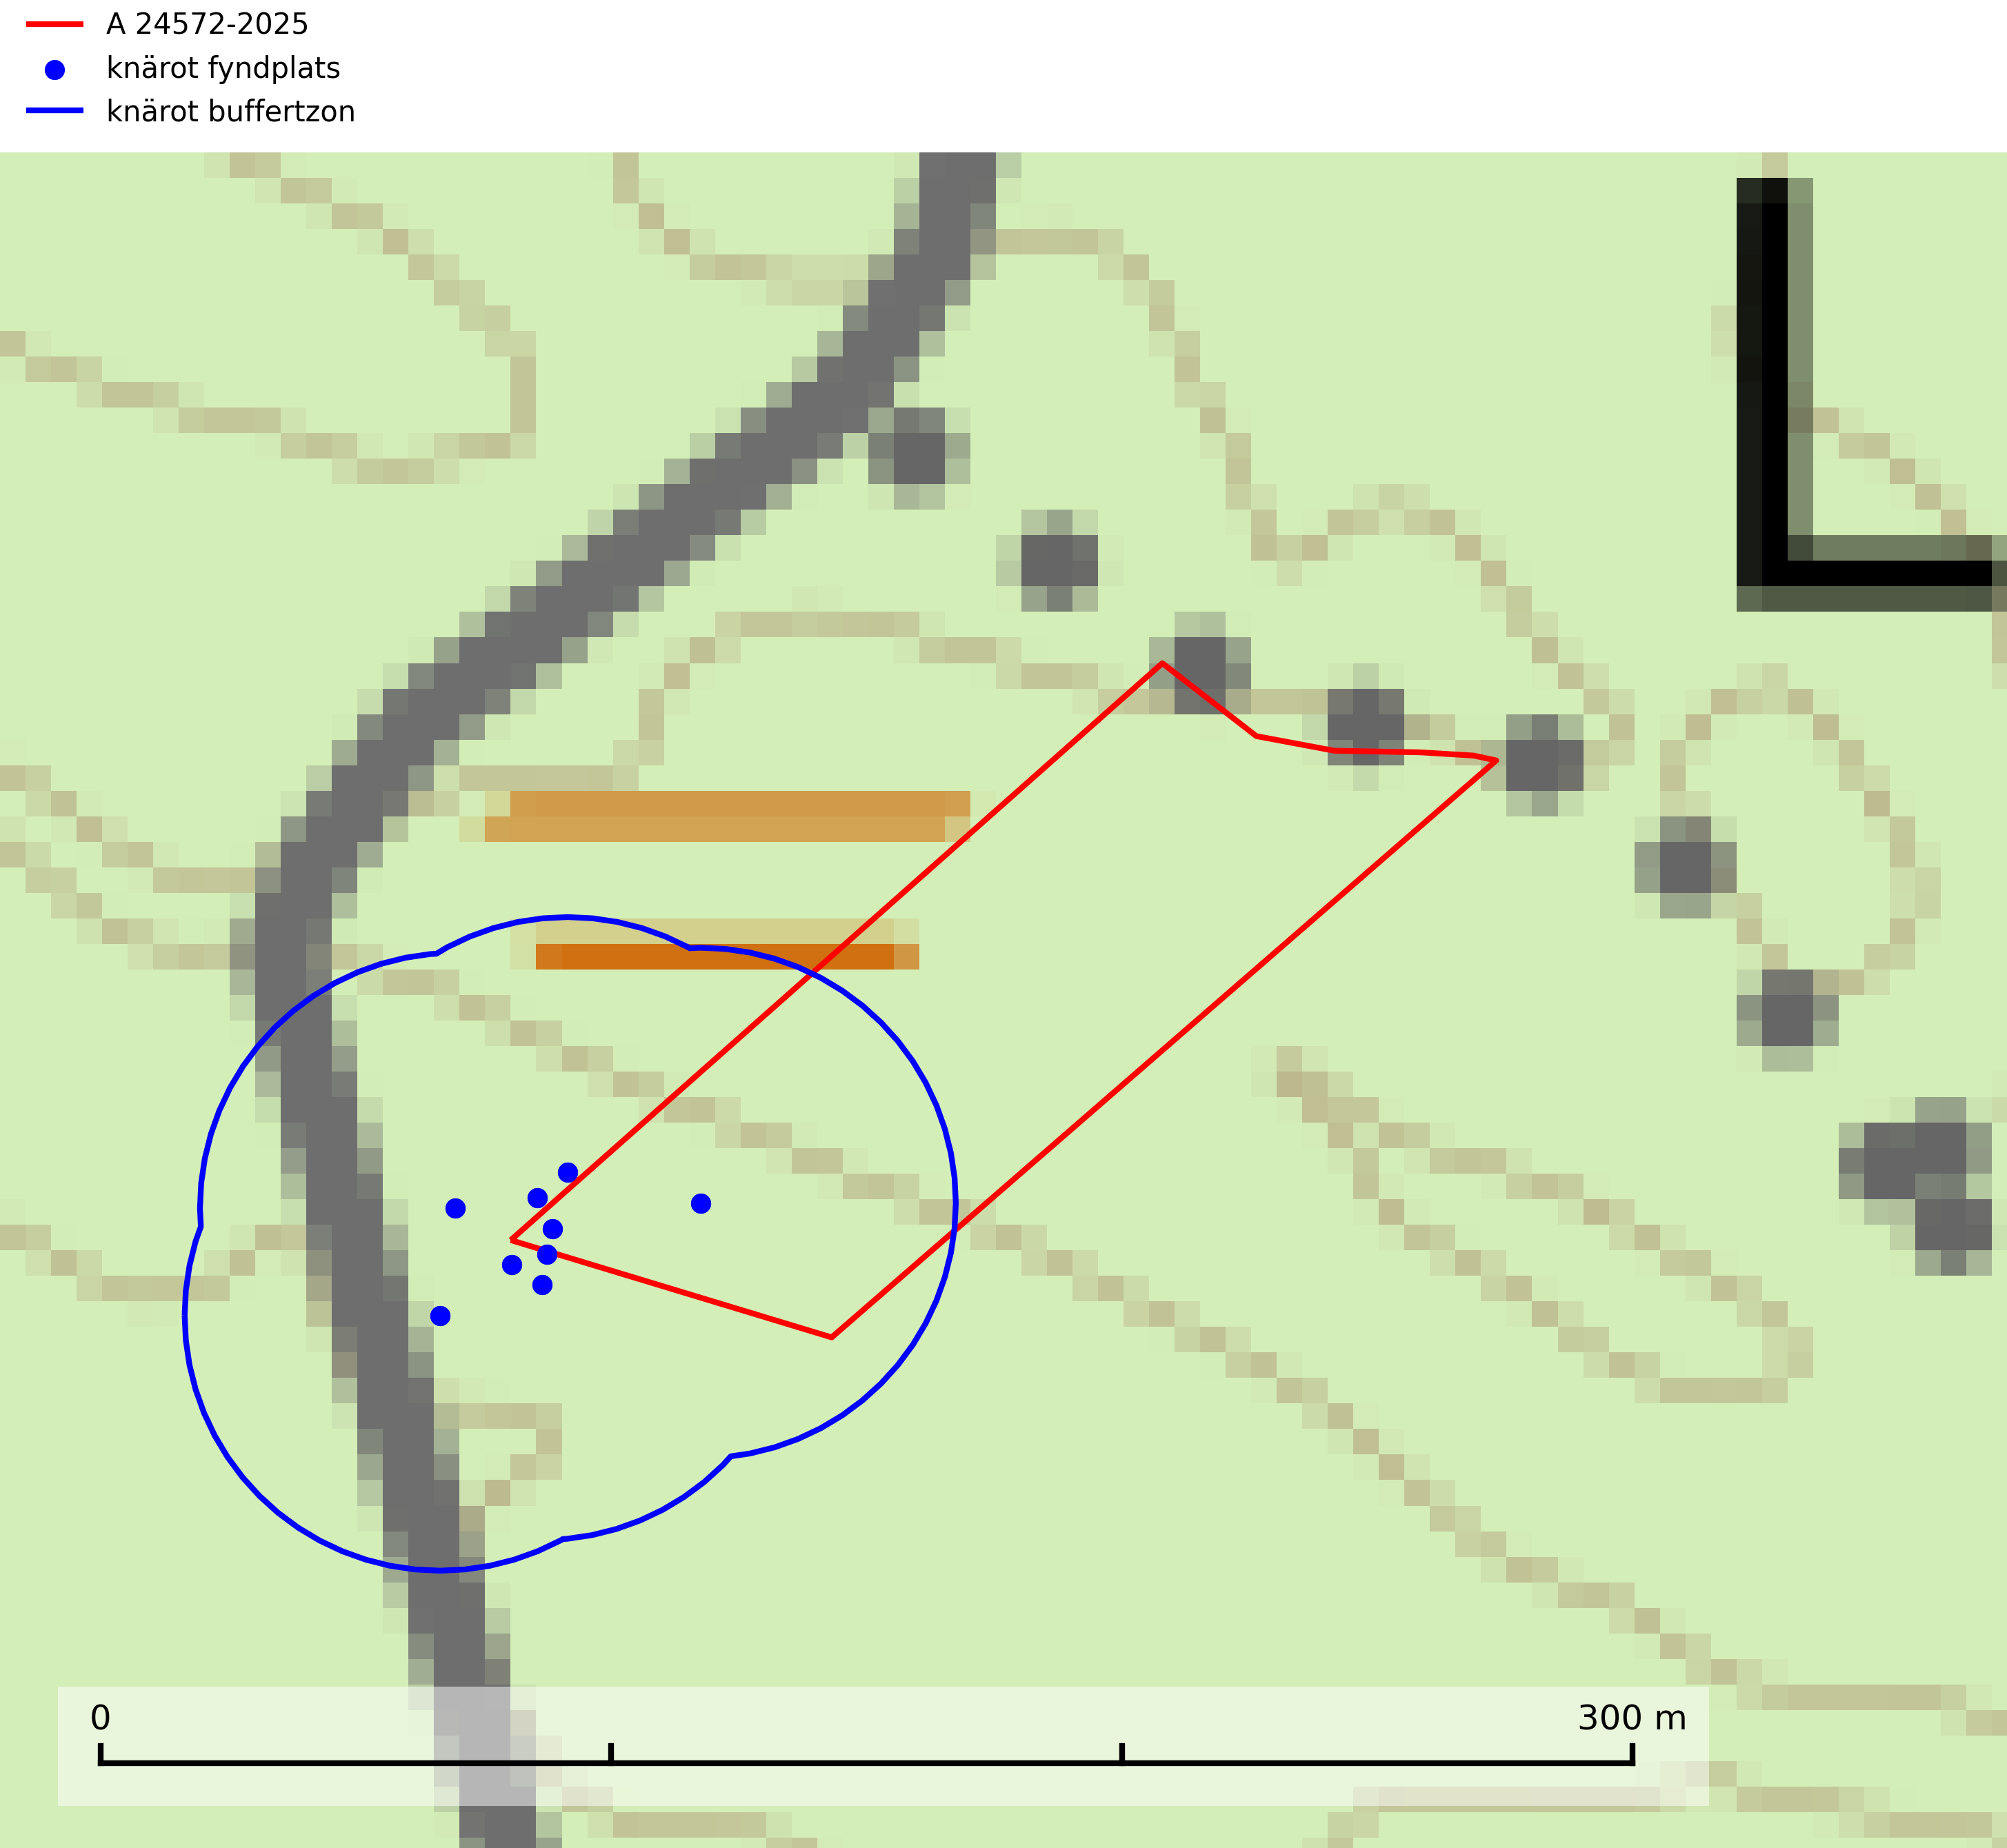 A 24572-2025
knärot fyndplats
knärot buffertzon
0 300 m